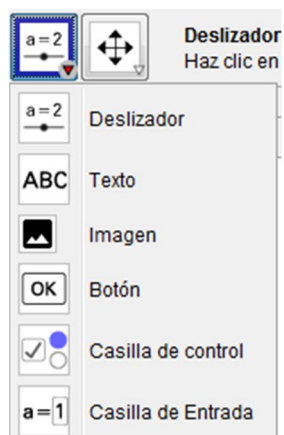 a=2
Deslizador
Haz clic en
a=2
Deslizador
ABC
Texto
Imagen
OK
Botón
Casilla de control
a=1
Casilla de Entrada